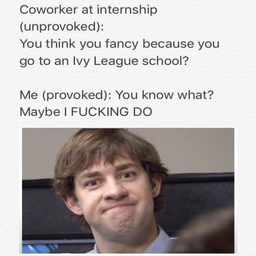 Coworker at internship
(unprovoked):
You think you fancy because you
go to an Ivy League school?
Me (provoked): You know what?
Maybe I FUCKING DO